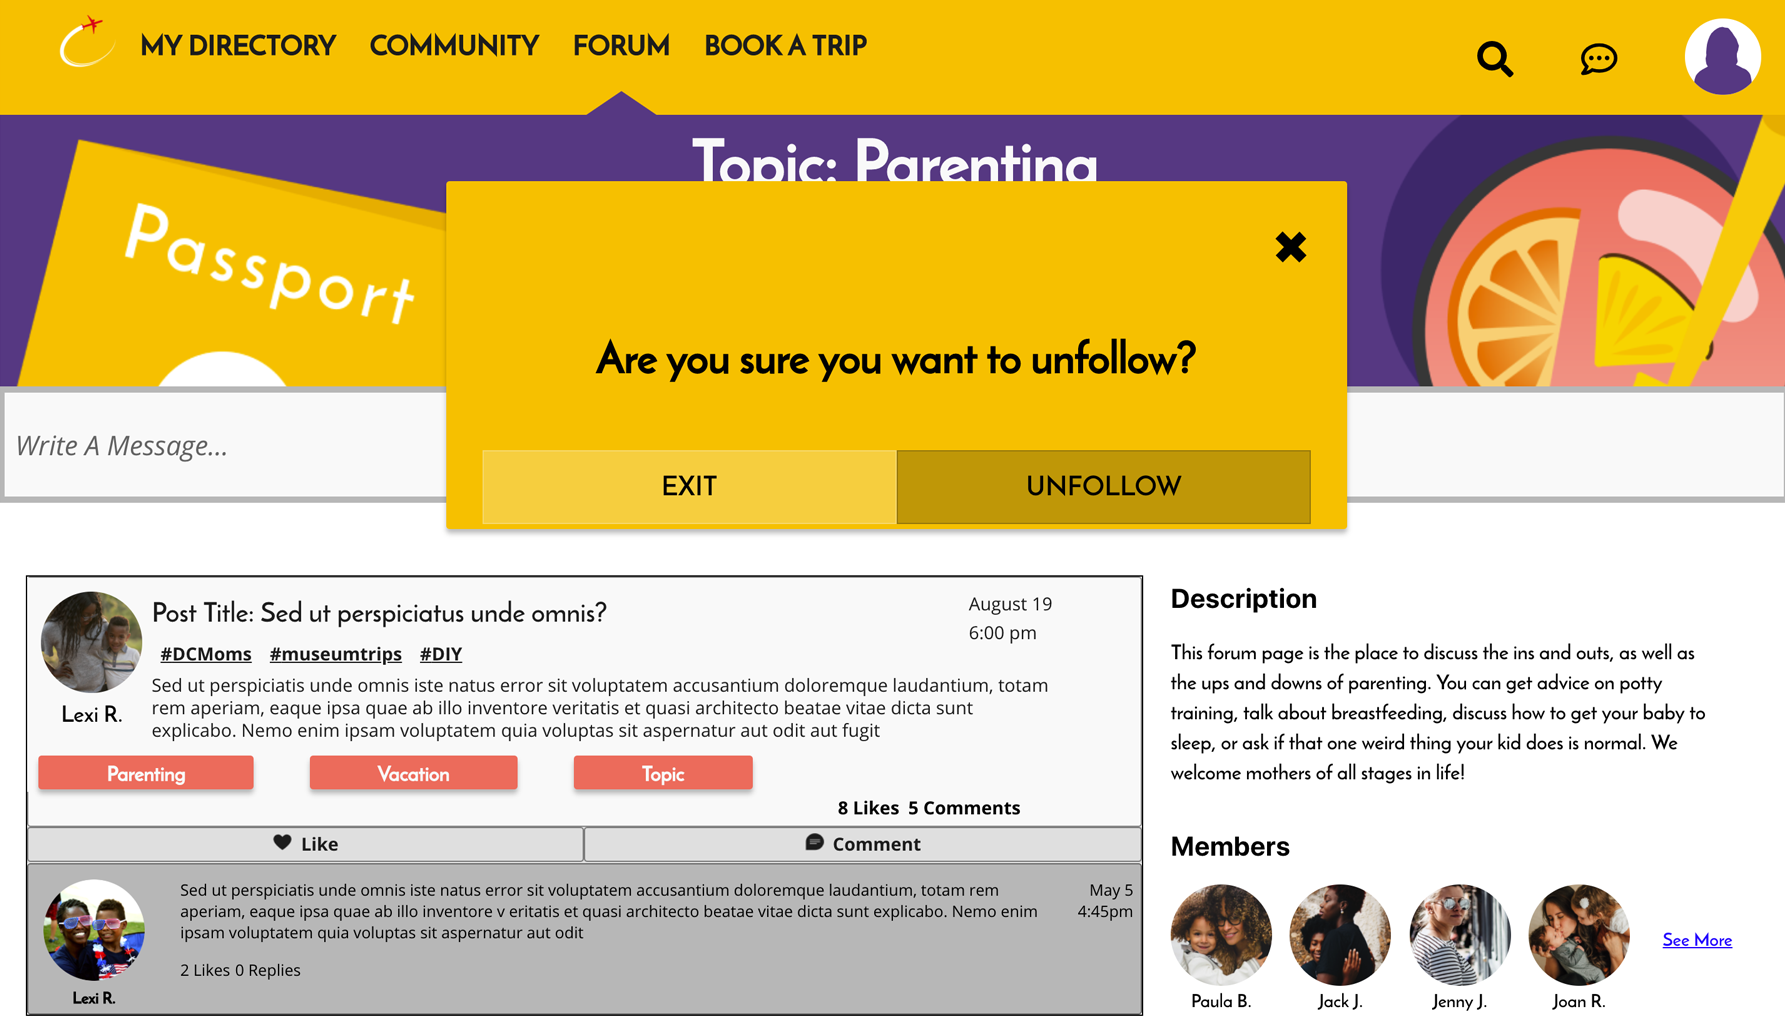 MY DIRECTORY COMMUNITY FORUM BOOK A TRIP
Topic: Parenting
Passport
Are you sure you want to unfollow?
EXIT UNFOLLOW
Write A Message...
Post Title: Sed ut perspiciatus unde omnis?
August 19
6:00 pm
#DCMoms #museumtrips #DIY
Sed ut perspiciatis unde omnis iste natus error sit voluptatem accusantium doloremque laudantium, totam
rem aperiam, eaque ipsa quae ab illo inventore veritatis et quasi architecto beatae vitae dicta sunt
explicabo. Nemo enim ipsam voluptatem quia voluptas sit aspernatur aut odit aut fugit
Lexi R.
Parenting Vacation Topic
8 Likes 5 Comments
Like Comment
Sed ut perspiciatis unde omnis iste natus error sit voluptatem accusantium doloremque laudantium, totam rem
aperiam, eaque ipsa quae ab illo inventore v eritatis et quasi architecto beatae vitae dicta sunt explicabo. Nemo enim
ipsam voluptatem quia voluptas sit aspernatur aut odit
May 5
4:45pm
2 Likes 0 Replies
Lexi R.
Description
This forum page is the place to discuss the ins and outs, as well as
the ups and downs of parenting. You can get advice on potty
training, talk about breastfeeding, discuss how to get your baby to
sleep, or ask if that one weird thing your kid does is normal. We
welcome mothers of all stages in life!
Members
See More
Paula B. Jack J. Jenny J. Joan R.